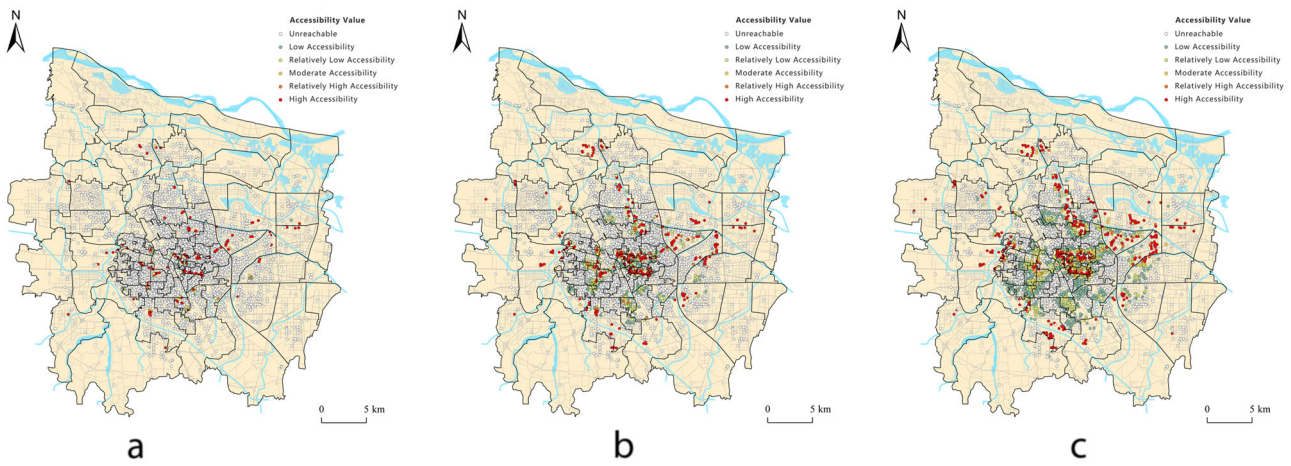 N
Accessibility Value
Unreachable
Low Accessibility
Relatively Low Accessibility
Moderate Accessibility
Relatively High Accessibility
High Accessibility
0 5 km
a
N
Accessibility Value
Unreachable
Low Accessibility
Relatively Low Accessibility
Moderate Accessibility
Relatively High Accessibility
High Accessibility
0 5 km
b
N
Accessibility Value
Unreachable
Low Accessibility
Relatively Low Accessibility
Moderate Accessibility
Relatively High Accessibility
High Accessibility
0 5 km
c